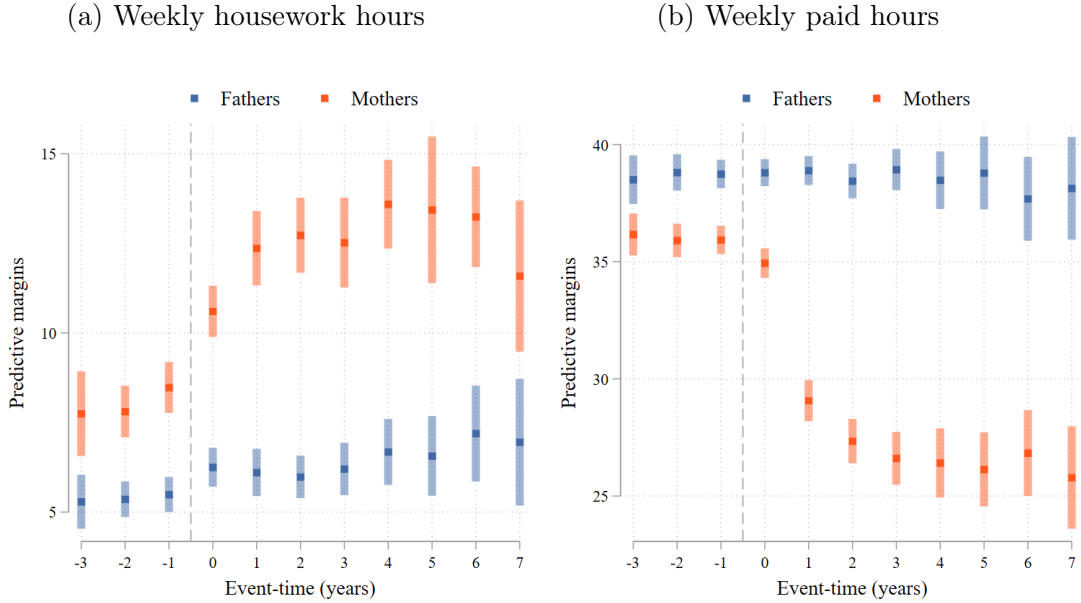 (a) Weekly housework hours
Fathers Mothers
Predictive margins
15
10
5
-3 -2 -1 0 1 2 3 4 5 6 7
Event-time (years)
(b) Weekly paid hours
Fathers Mothers
Predictive margins
40
35
30
25
-3 -2 -1 0 1 2 3 4 5 6 7
Event-time (years)